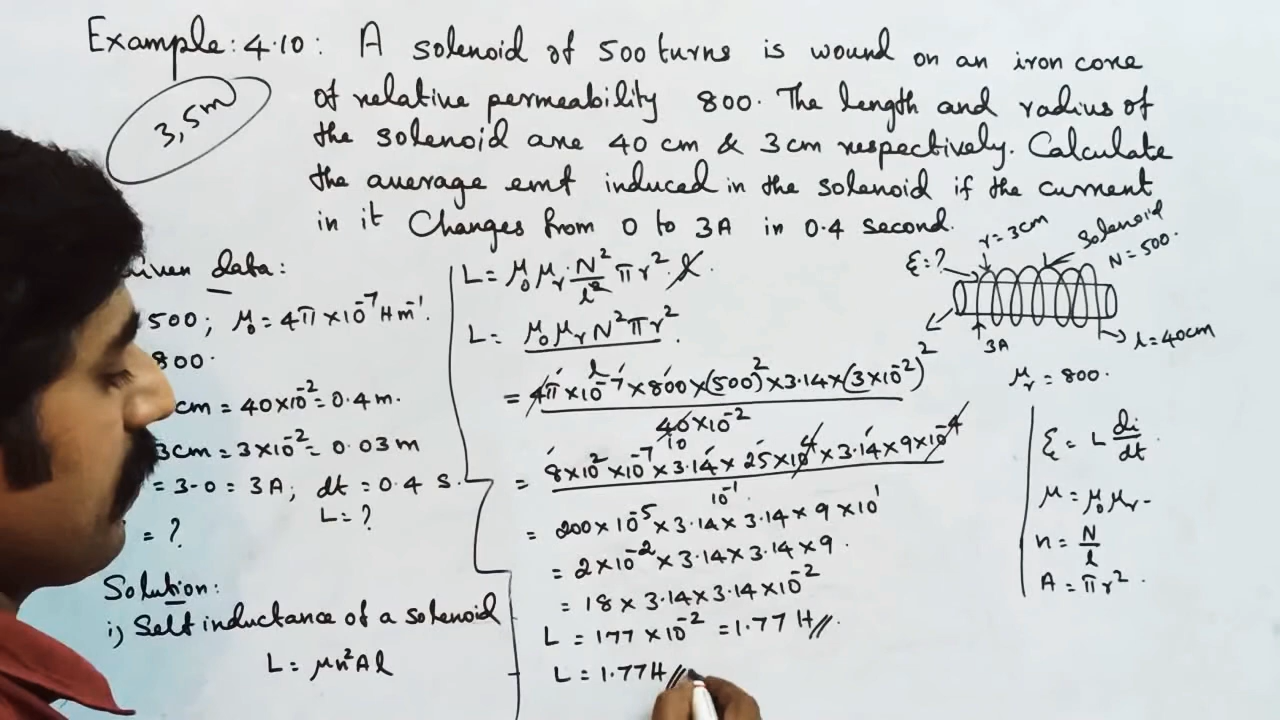 Example: 4.10: A solenoid of 500 turns is wound on an iron core
of relative permeability 800. The length and radius of
the solenoid are 40 cm & 3 cm respectively. Calculate
the average emf induced in the solenoid if the current
in it Changes from 0 to 3A in 0.4 second.
3,5m
data:
500; μ₀ = 4π×10⁻⁷ Hm⁻¹.
800.
cm = 40×10⁻² = 0.4 m.
3cm = 3×10⁻² = 0.03 m
= 3-0 = 3A; dt = 0.4 s.
L = ?
= ?
Solution:
i) Self inductance of a solenoid
L = μn²Al
L = μ₀μᵣ. N²/l² πr². l.
L = μ₀μᵣN²πr²/l.
= 4π×10⁻⁷×800×(500)²×3.14×(3×10⁻²)²
40×10⁻²
10
= 8×10²×10⁻⁷×3.14×25×10⁴×3.14×9×10⁻⁴
10⁻¹
= 200×10⁻⁵×3.14×3.14×9×10¹
= 2×10⁻²×3.14×3.14×9.
= 18×3.14×3.14×10⁻²
L = 177×10⁻² = 1.77 H//.
L = 1.77H//
ξ = ?
r = 3cm
Solenoid
N = 500.
3A
l = 40cm
μᵣ = 800.
ξ = L di/dt.
μ = μ₀μᵣ-
n = N/l
A = πr².